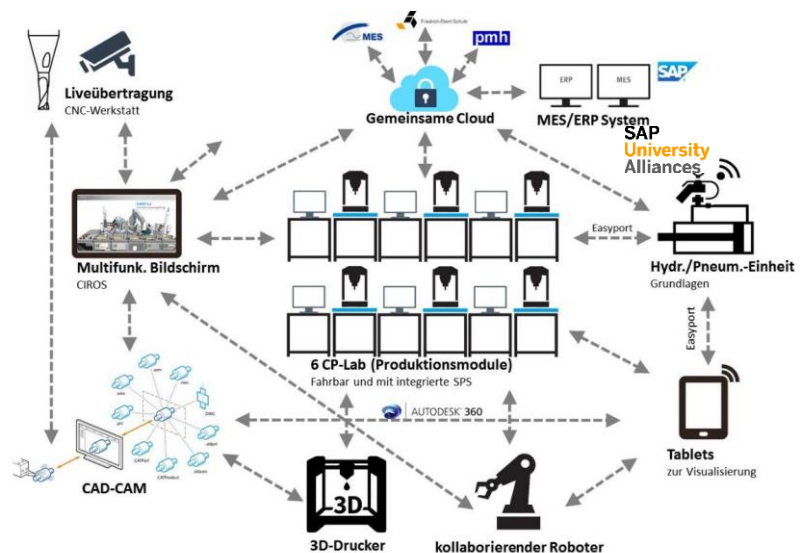 MES
Friedrich-Ebert-Schule
pmh
ERP
MES
SAP
Liveübertragung
CNC-Werkstatt
Gemeinsame Cloud
MES/ERP System
SAP
University
Alliances
Easyport
Multifunk. Bildschirm
CIROS
Hydr./Pneum.-Einheit
Grundlagen
Easyport
6 CP-Lab (Produktionsmodule)
Fahrbar und mit integrierte SPS
AUTODESK 360
CAD-CAM
Tablets
zur Visualisierung
3D
3D-Drucker
kollaborierender Roboter